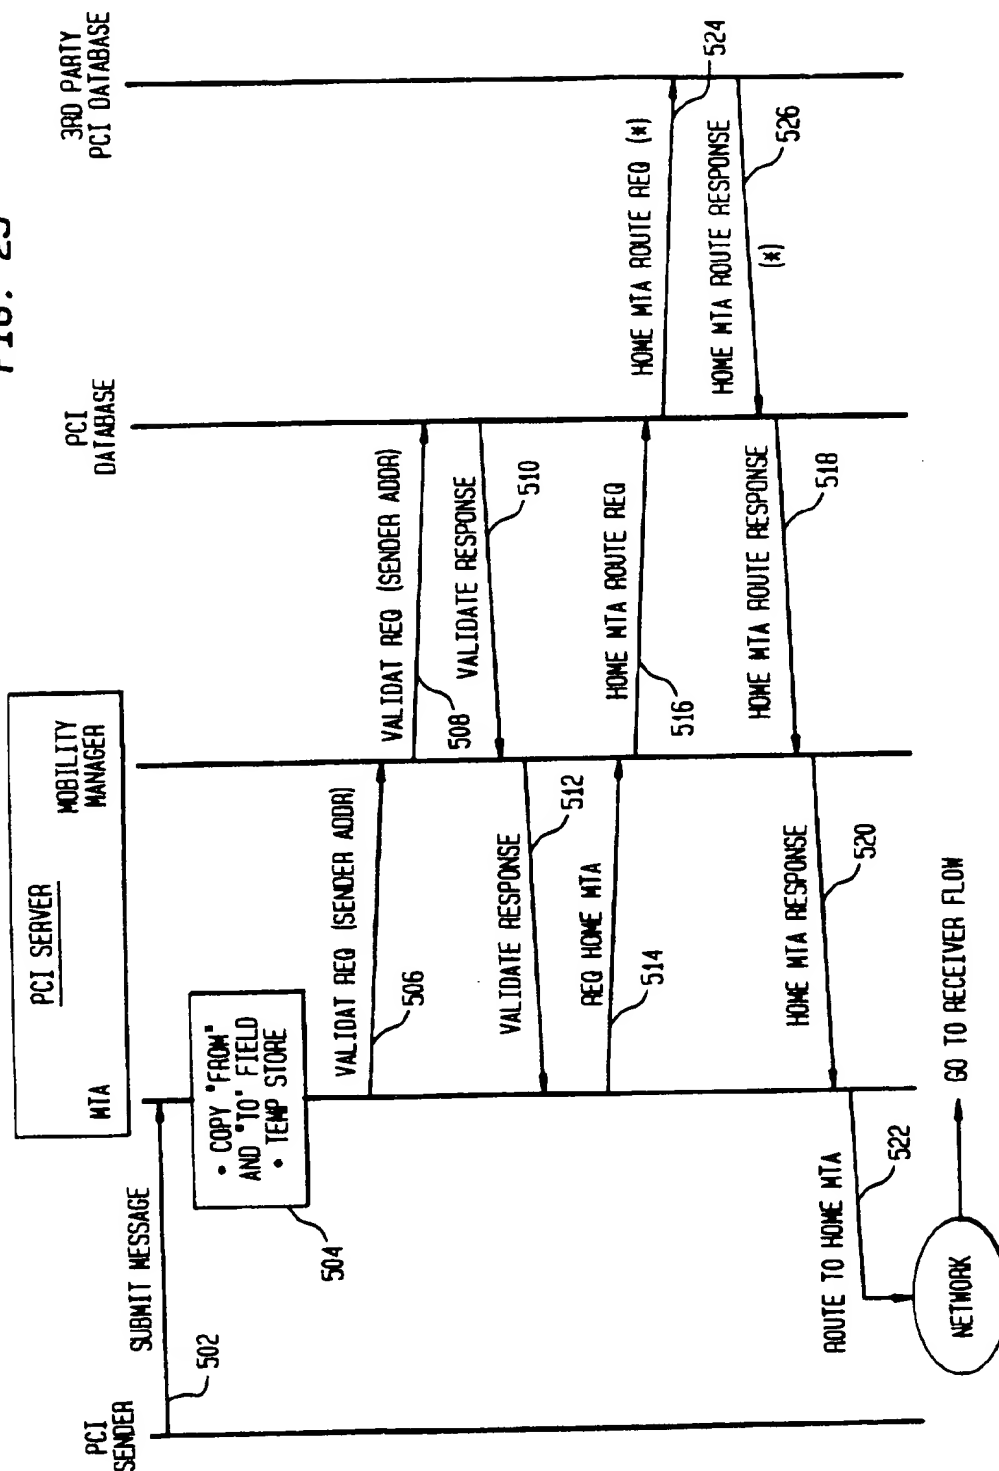 FIG. 25
PCI
SENDER
PCI SERVER
MTA
MOBILITY
MANAGER
PCI
DATABASE
3RD PARTY
PCI DATABASE
SUBMIT MESSAGE
502
• COPY "FROM"
AND "TO" FIELD
• TEMP STORE
504
VALIDAT REQ (SENDER ADDR)
506
VALIDAT REQ (SENDER ADDR)
508
VALIDATE RESPONSE
510
VALIDATE RESPONSE
512
REQ HOME MTA
514
HOME MTA ROUTE REQ
516
HOME MTA ROUTE REQ (*)
524
HOME MTA ROUTE RESPONSE
(*)
526
HOME MTA ROUTE RESPONSE
518
HOME MTA RESPONSE
520
ROUTE TO HOME MTA
522
NETWORK
GO TO RECEIVER FLOW